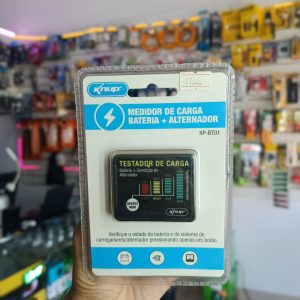 Knup
MEDIDOR DE CARGA
BATERIA + ALTERNADOR
KP-BT01
TESTADOR DE CARGA
Bateria + Condição do
Alternador
Knup
Verifique o estado da bateria e do sistema de
carregamento/alternador pressionando apenas um botão